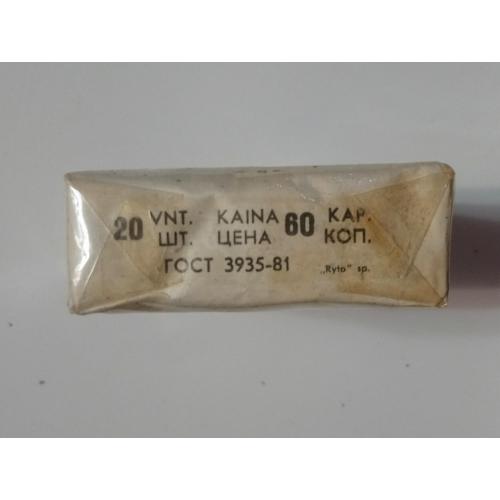 20 VNT. KAINA 60 KAP.
ШТ. ЦЕНА КОП.
ГОСТ 3935-81 „Ryto" sp.